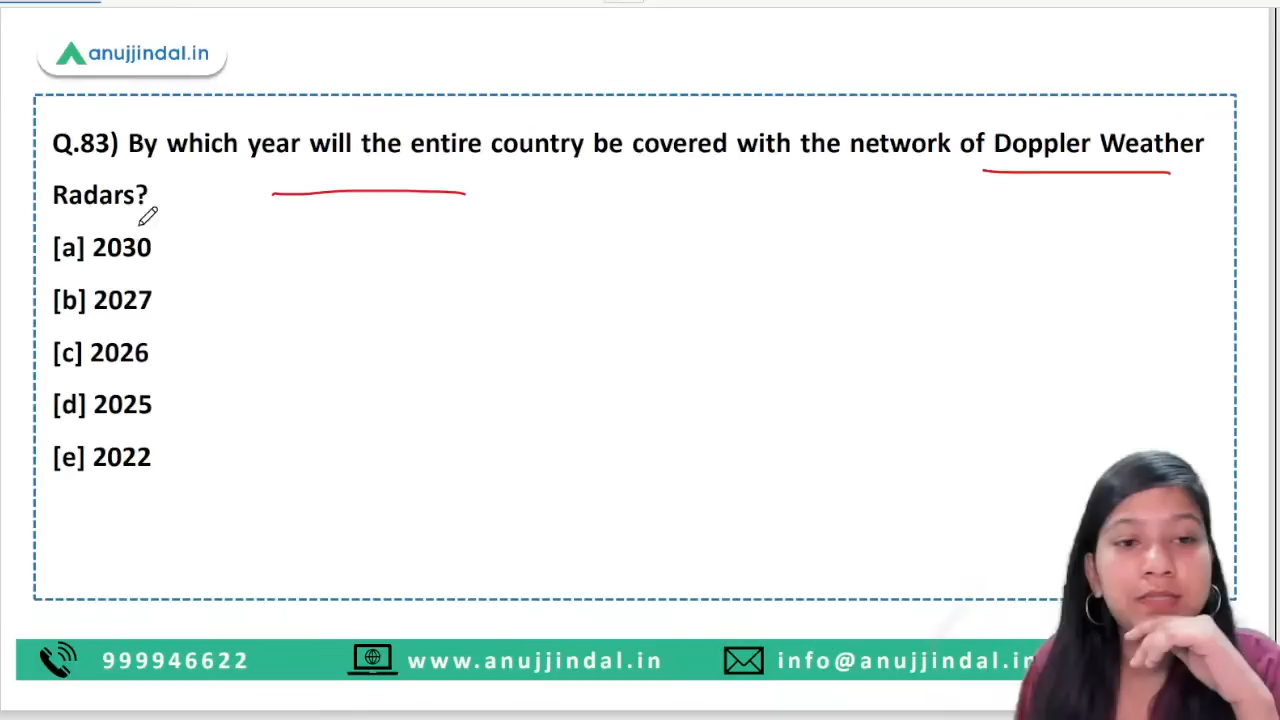 anujjindal.in
Q.83) By which year will the entire country be covered with the network of Doppler Weather
Radars?
[a] 2030
[b] 2027
[c] 2026
[d] 2025
[e] 2022
999946622
www.anujjindal.in
info@anujjindal.in